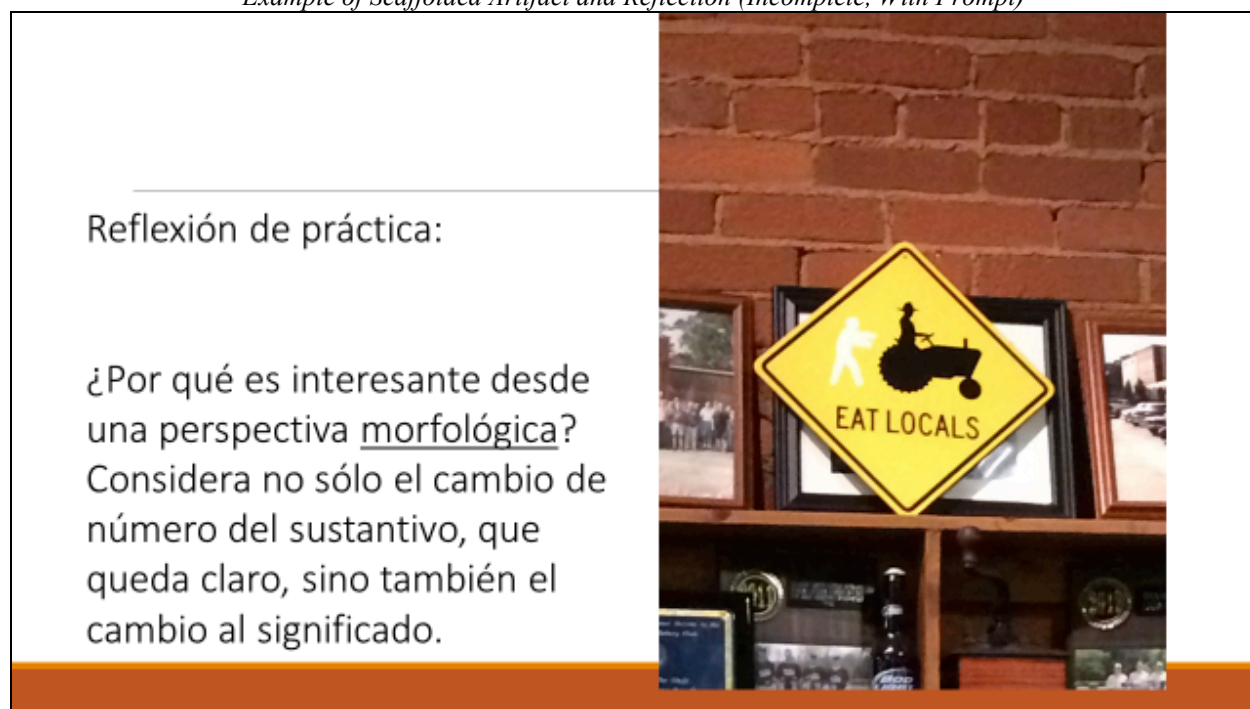 Example of Scaffolded Artifact and Reflection (Incomplete, With Prompt)
Reflexión de práctica:
¿Por qué es interesante desde
una perspectiva morfológica?
Considera no sólo el cambio de
número del sustantivo, que
queda claro, sino también el
cambio al significado.
EAT LOCALS